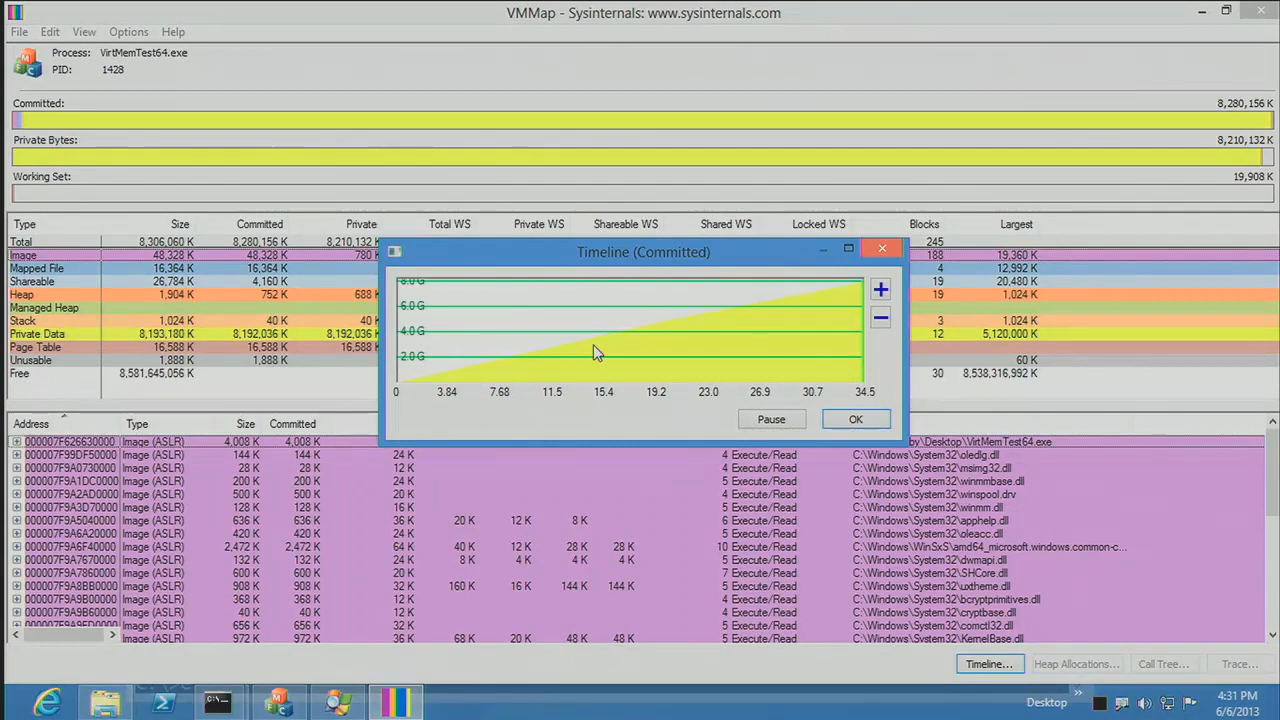 VMMap - Sysinternals: www.sysinternals.com
File Edit View Options Help
Process: VirtMemTest64.exe
PID: 1428
Committed: 8,280,156 K
Private Bytes: 8,210,132 K
Working Set: 19,908 K
Type Size Committed Private Total WS Private WS Shareable WS Shared WS Locked WS Blocks Largest
Total 8,306,060 K 8,280,156 K 8,210,132 K 245
Image 48,328 K 48,328 K 780 K 188 19,360 K
Mapped File 16,364 K 16,364 K 4 12,992 K
Shareable 26,784 K 4,160 K 19 20,480 K
Heap 1,904 K 752 K 688 K 19 1,024 K
Managed Heap
Stack 1,024 K 40 K 40 K 3 1,024 K
Private Data 8,193,180 K 8,192,036 K 8,192,036 K 12 5,120,000 K
Page Table 16,588 K 16,588 K 16,588 K
Unusable 1,888 K 1,888 K 60 K
Free 8,581,645,056 K 30 8,538,316,992 K
Timeline (Committed)
8.0 G
6.0 G
4.0 G
2.0 G
0 3.84 7.68 11.5 15.4 19.2 23.0 26.9 30.7 34.5
+
-
Pause OK
Address Type Size Committed
000007F626630000 Image (ASLR) 4,008 K 4,008 K by\Desktop\VirtMemTest64.exe
000007F99DF50000 Image (ASLR) 144 K 144 K 24 K 4 Execute/Read C:\Windows\System32\oledlg.dll
000007F9A0730000 Image (ASLR) 28 K 28 K 12 K 4 Execute/Read C:\Windows\System32\msimg32.dll
000007F9A1DC0000 Image (ASLR) 200 K 200 K 24 K 5 Execute/Read C:\Windows\System32\winmmbase.dll
000007F9A2AD0000 Image (ASLR) 500 K 500 K 20 K 4 Execute/Read C:\Windows\System32\winspool.drv
000007F9A3D70000 Image (ASLR) 128 K 128 K 16 K 5 Execute/Read C:\Windows\System32\winmm.dll
000007F9A5040000 Image (ASLR) 636 K 636 K 36 K 20 K 12 K 8 K 6 Execute/Read C:\Windows\System32\apphelp.dll
000007F9A6A20000 Image (ASLR) 420 K 420 K 24 K 5 Execute/Read C:\Windows\System32\oleacc.dll
000007F9A6F40000 Image (ASLR) 2,472 K 2,472 K 64 K 40 K 12 K 28 K 28 K 10 Execute/Read C:\Windows\WinSxS\amd64_microsoft.windows.common-c...
000007F9A7670000 Image (ASLR) 132 K 132 K 24 K 8 K 4 K 4 K 4 K 5 Execute/Read C:\Windows\System32\dwmapi.dll
000007F9A7860000 Image (ASLR) 600 K 600 K 20 K 7 Execute/Read C:\Windows\System32\SHCore.dll
000007F9A8BB0000 Image (ASLR) 908 K 908 K 32 K 160 K 16 K 144 K 144 K 5 Execute/Read C:\Windows\System32\uxtheme.dll
000007F9A9B10000 Image (ASLR) 368 K 368 K 12 K 4 Execute/Read C:\Windows\System32\bcryptprimitives.dll
000007F9A9B60000 Image (ASLR) 40 K 40 K 12 K 4 Execute/Read C:\Windows\System32\cryptbase.dll
Image (ASLR) 656 K 656 K 32 K 5 Execute/Read C:\Windows\System32\comctl32.dll
Image (ASLR) 972 K 972 K 36 K 68 K 20 K 48 K 48 K 5 Execute/Read C:\Windows\System32\KernelBase.dll
Timeline... Heap Allocations... Call Tree... Trace...
Desktop
4:31 PM
6/6/2013